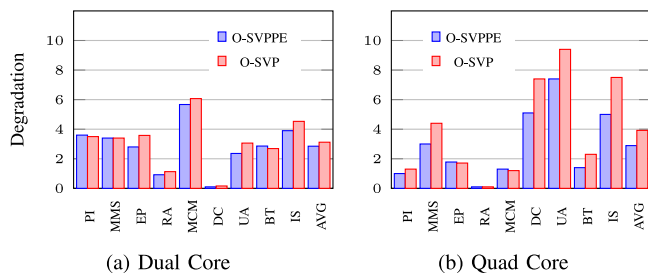 Degradation
10
8
6
4
2
0
O-SVPPE
O-SVP
PI
MMS
EP
RA
MCM
DC
UA
BT
IS
AVG
(a) Dual Core
10
8
6
4
2
0
O-SVPPE
O-SVP
PI
MMS
EP
RA
MCM
DC
UA
BT
IS
AVG
(b) Quad Core